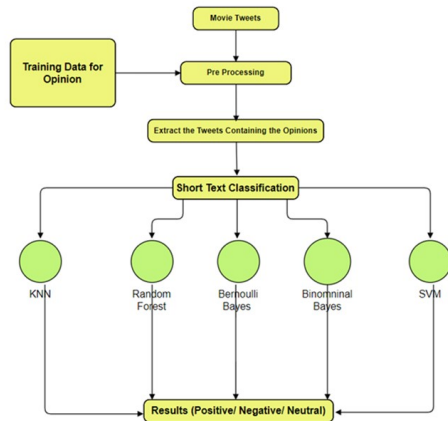 Movie Tweets
Training Data for
Opinion
Pre Processing
Extract the Tweets Containing the Opinions
Short Text Classification
KNN
Random
Forest
Bernoulli
Bayes
Binomninal
Bayes
SVM
Results (Positive/ Negative/ Neutral)